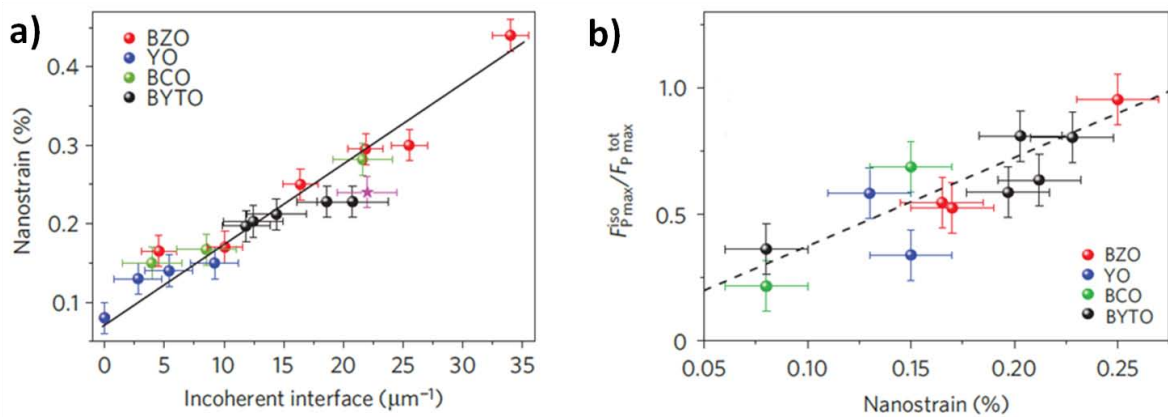 a)
BZO
YO
BCO
BYTO
0.4
0.3
0.2
0.1
Nanostrain (%)
0 5 10 15 20 25 30 35
Incoherent interface (μm⁻¹)
b)
1.0
0.5
0
F^iso_P max/F_P max^tot
BZO
YO
BCO
BYTO
0.05 0.10 0.15 0.20 0.25
Nanostrain (%)